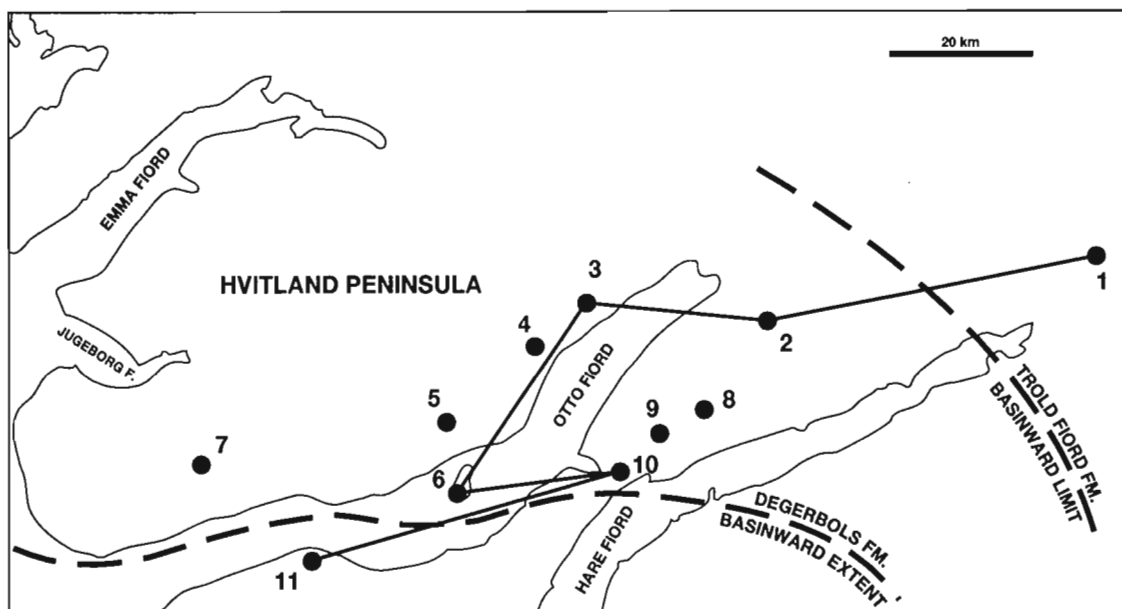 20 km
EMMA FIORD
HVITLAND PENINSULA
JUGEBORG F.
OTTO FIORD
HARE FIORD
TROLD FIORD FM.
BASINWARD LIMIT
DEGERBOLS FM.
BASINWARD EXTENT
1
2
3
4
5
6
7
8
9
10
11